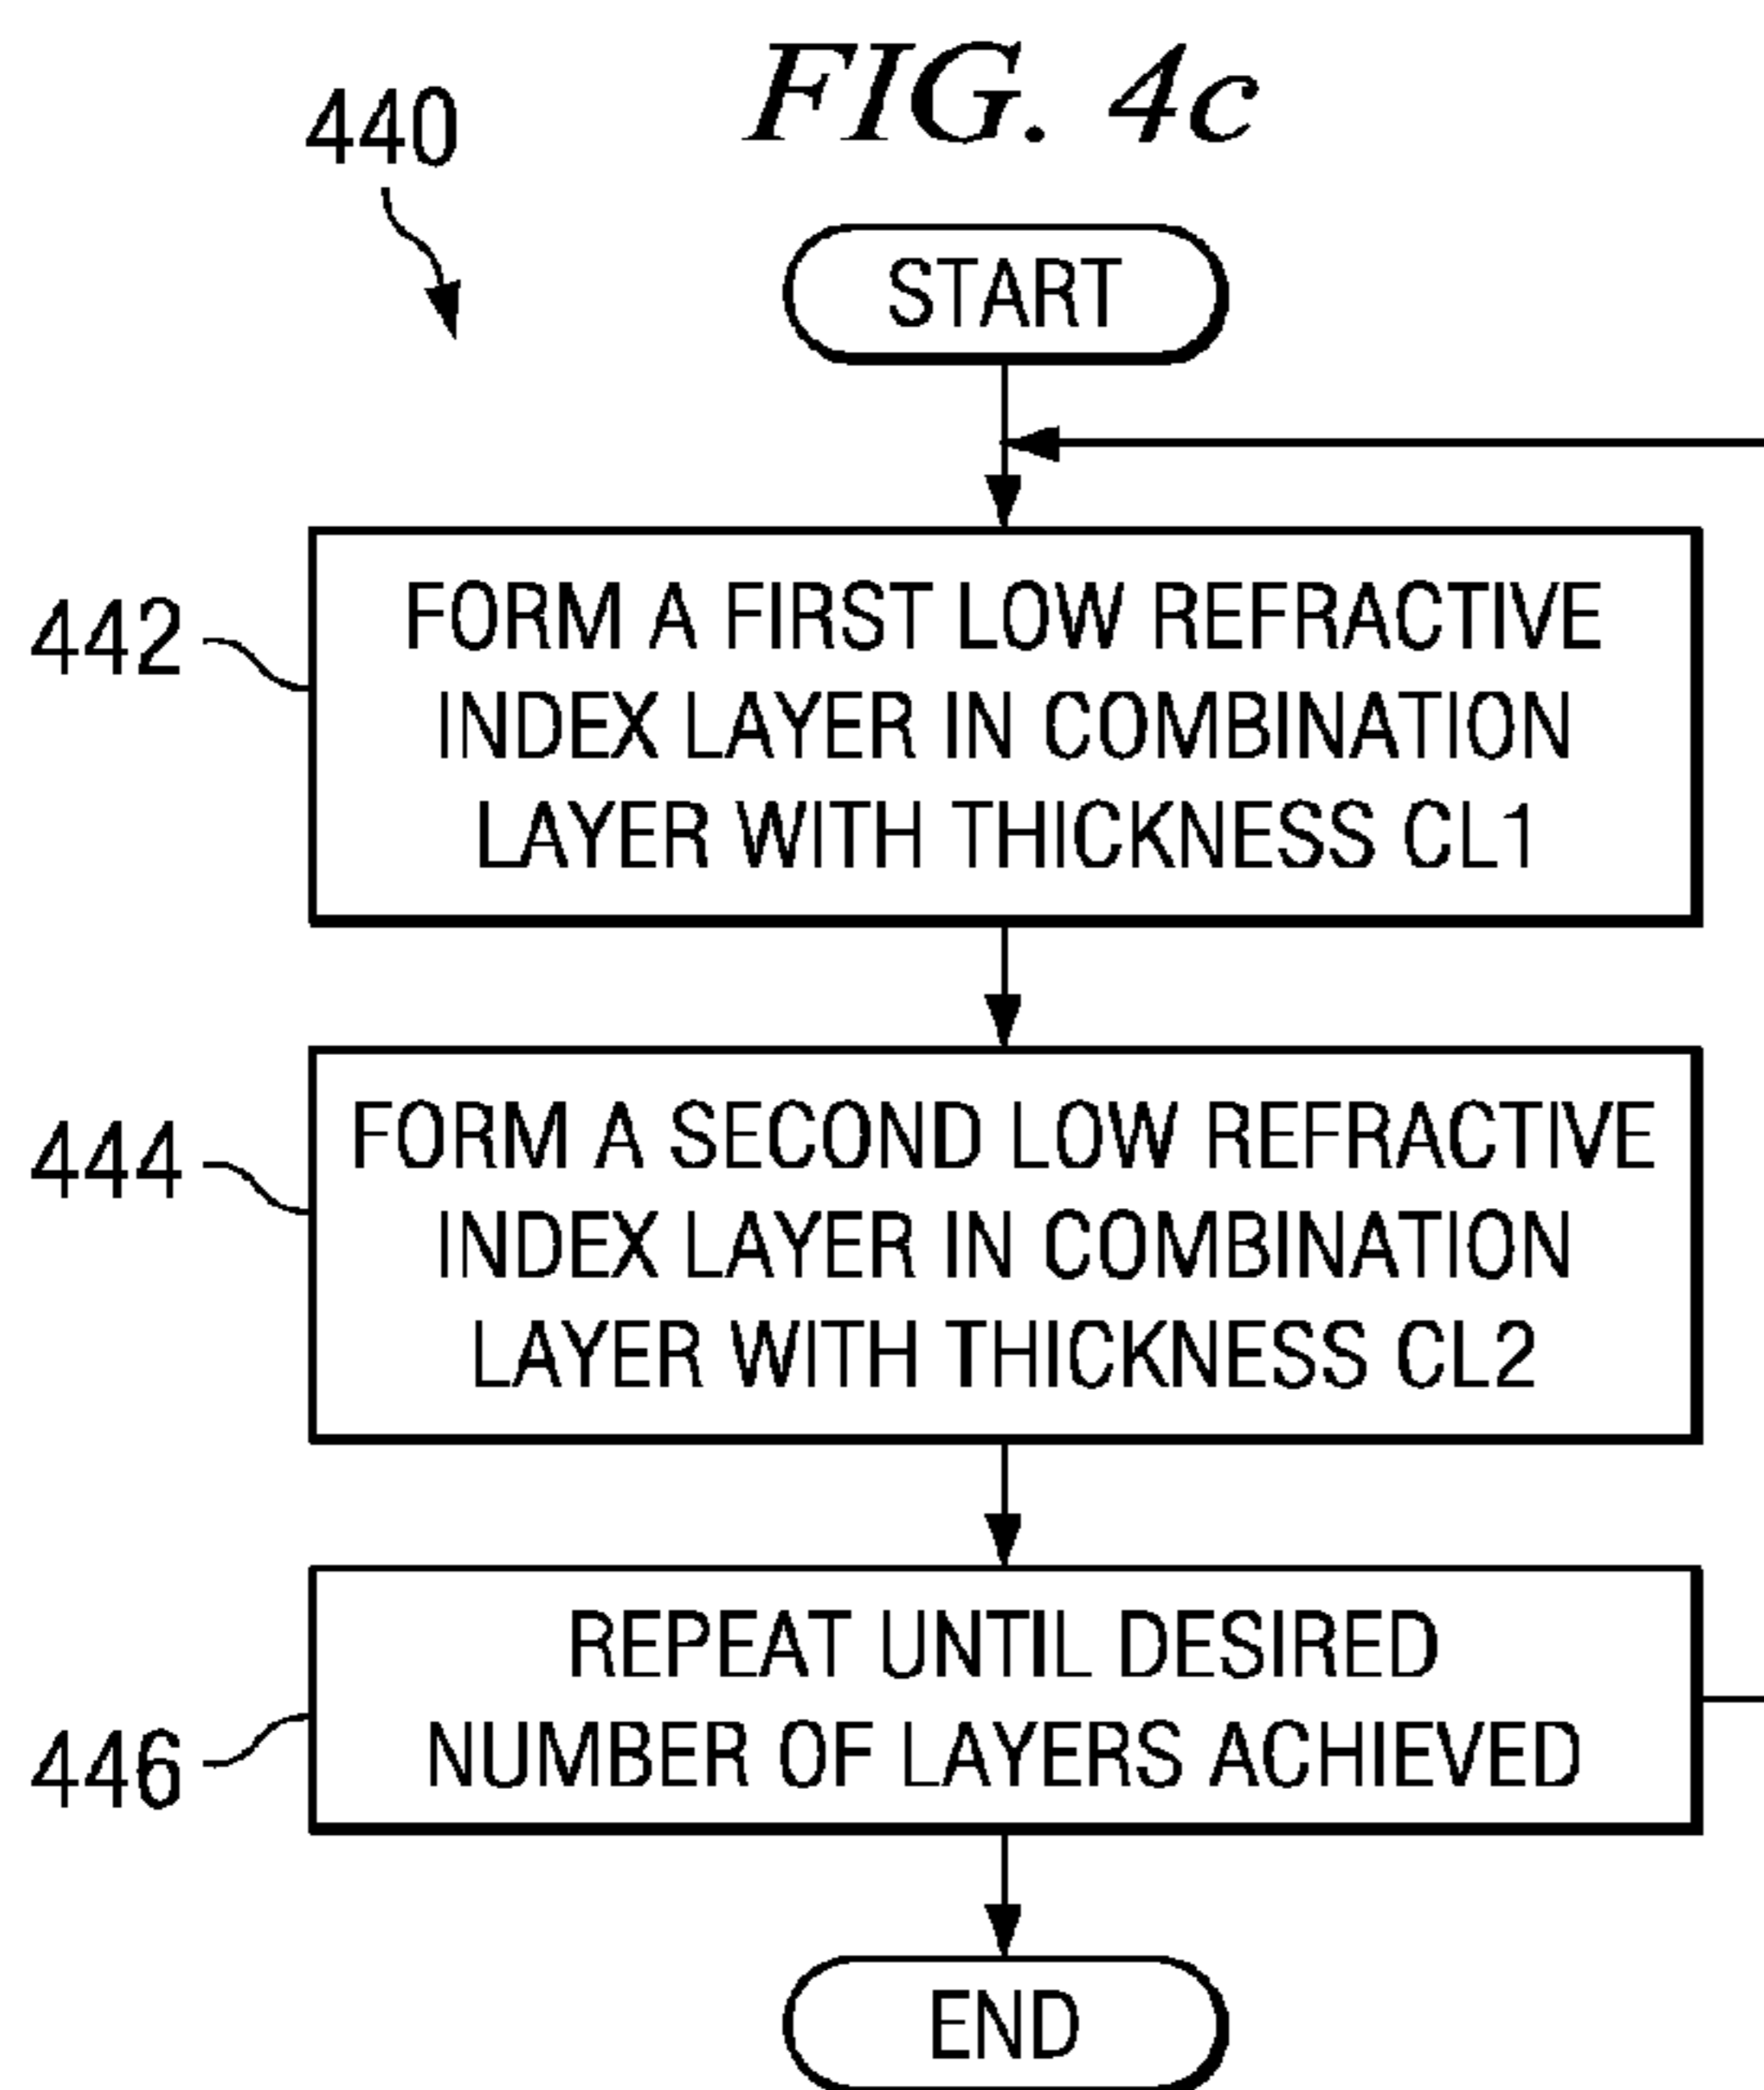 FIG. 4c
440
START
442
FORM A FIRST LOW REFRACTIVE
INDEX LAYER IN COMBINATION
LAYER WITH THICKNESS CL1
444
FORM A SECOND LOW REFRACTIVE
INDEX LAYER IN COMBINATION
LAYER WITH THICKNESS CL2
446
REPEAT UNTIL DESIRED
NUMBER OF LAYERS ACHIEVED
END